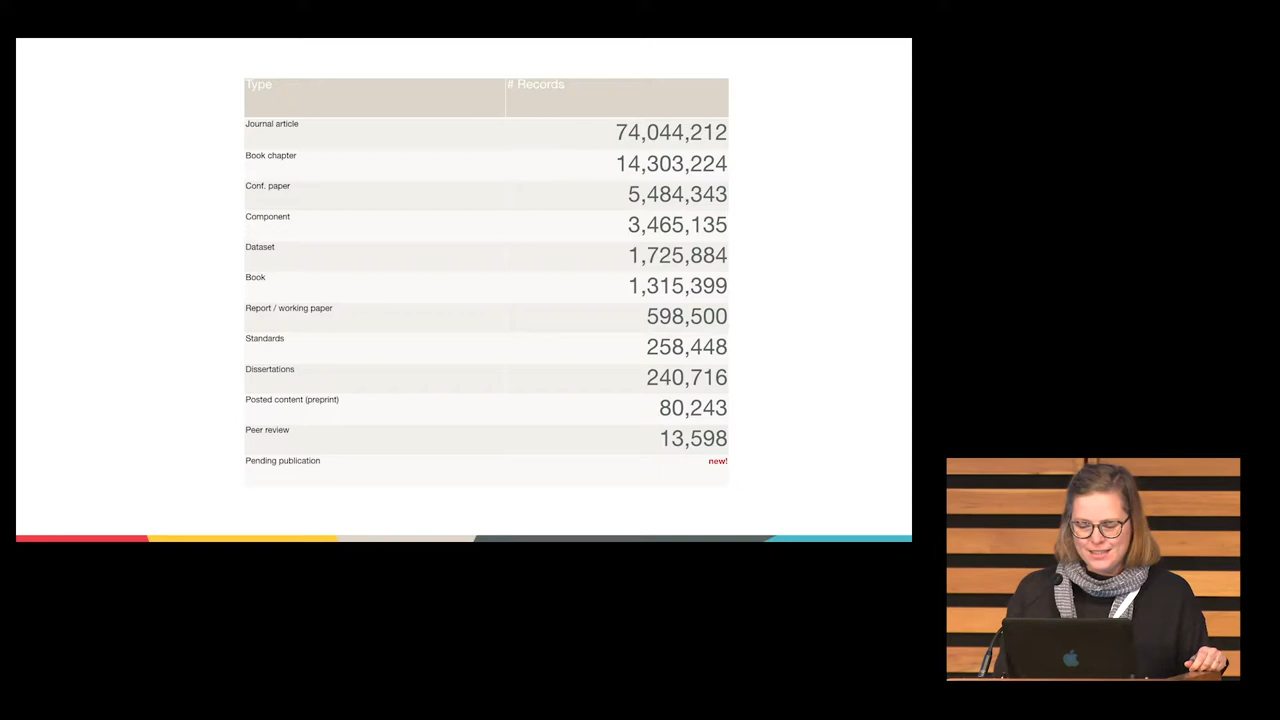 Type # Records
Journal article 74,044,212
Book chapter 14,303,224
Conf. paper 5,484,343
Component 3,465,135
Dataset 1,725,884
Book 1,315,399
Report / working paper 598,500
Standards 258,448
Dissertations 240,716
Posted content (preprint) 80,243
Peer review 13,598
Pending publication new!